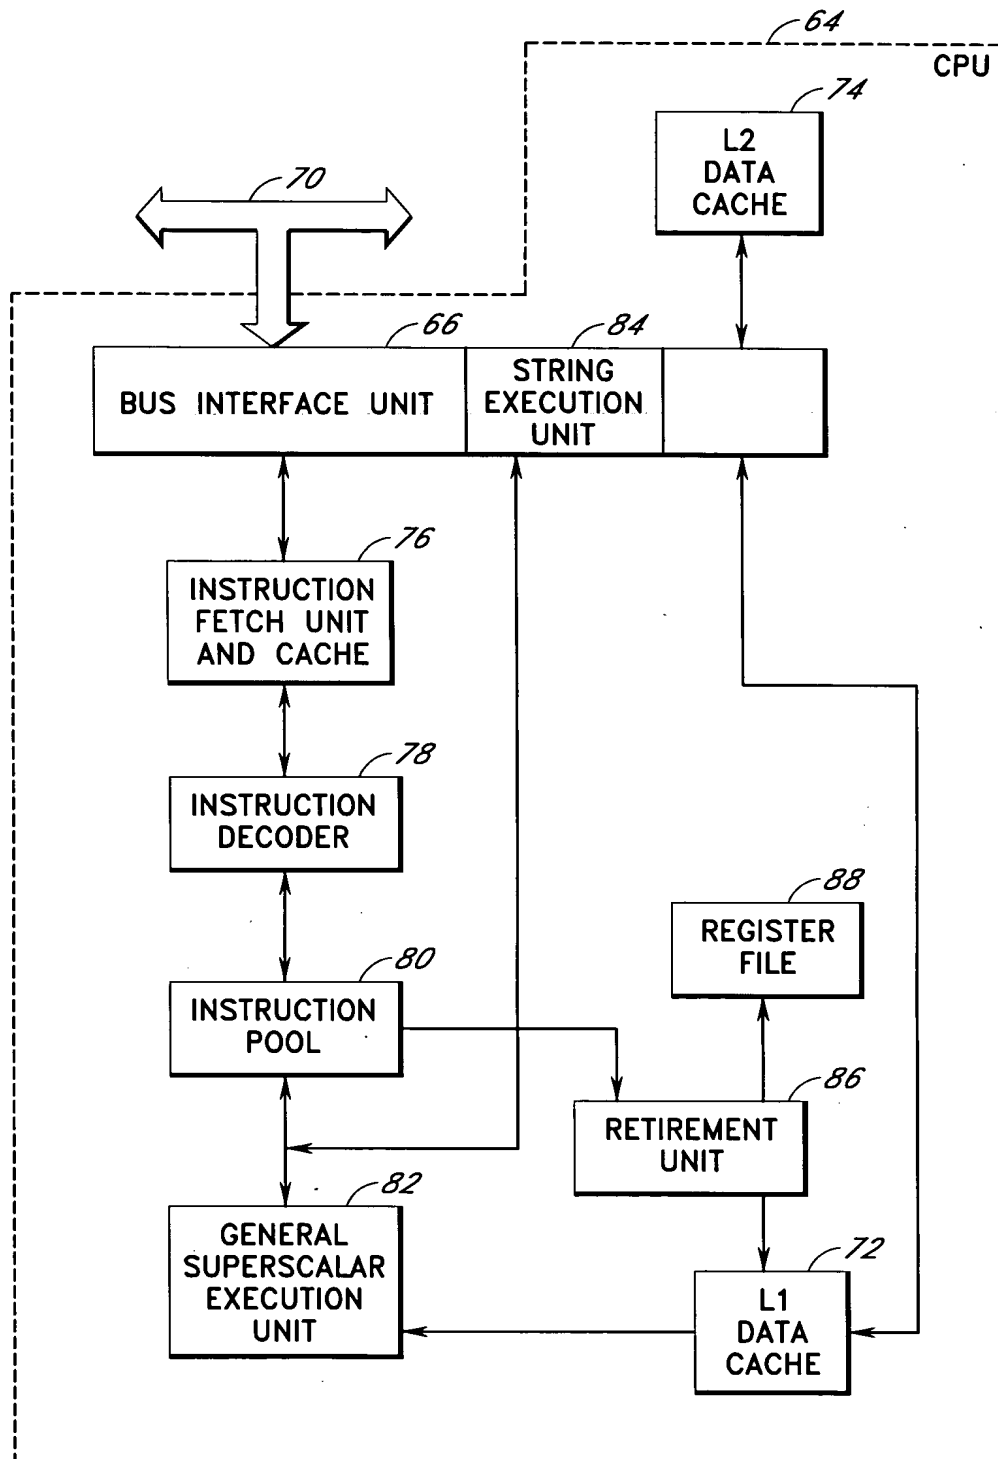 64
CPU
74
L2
DATA
CACHE
70
66
84
BUS INTERFACE UNIT
STRING
EXECUTION
UNIT
76
INSTRUCTION
FETCH UNIT
AND CACHE
78
INSTRUCTION
DECODER
88
REGISTER
FILE
80
INSTRUCTION
POOL
86
RETIREMENT
UNIT
82
GENERAL
SUPERSCALAR
EXECUTION
UNIT
72
L1
DATA
CACHE